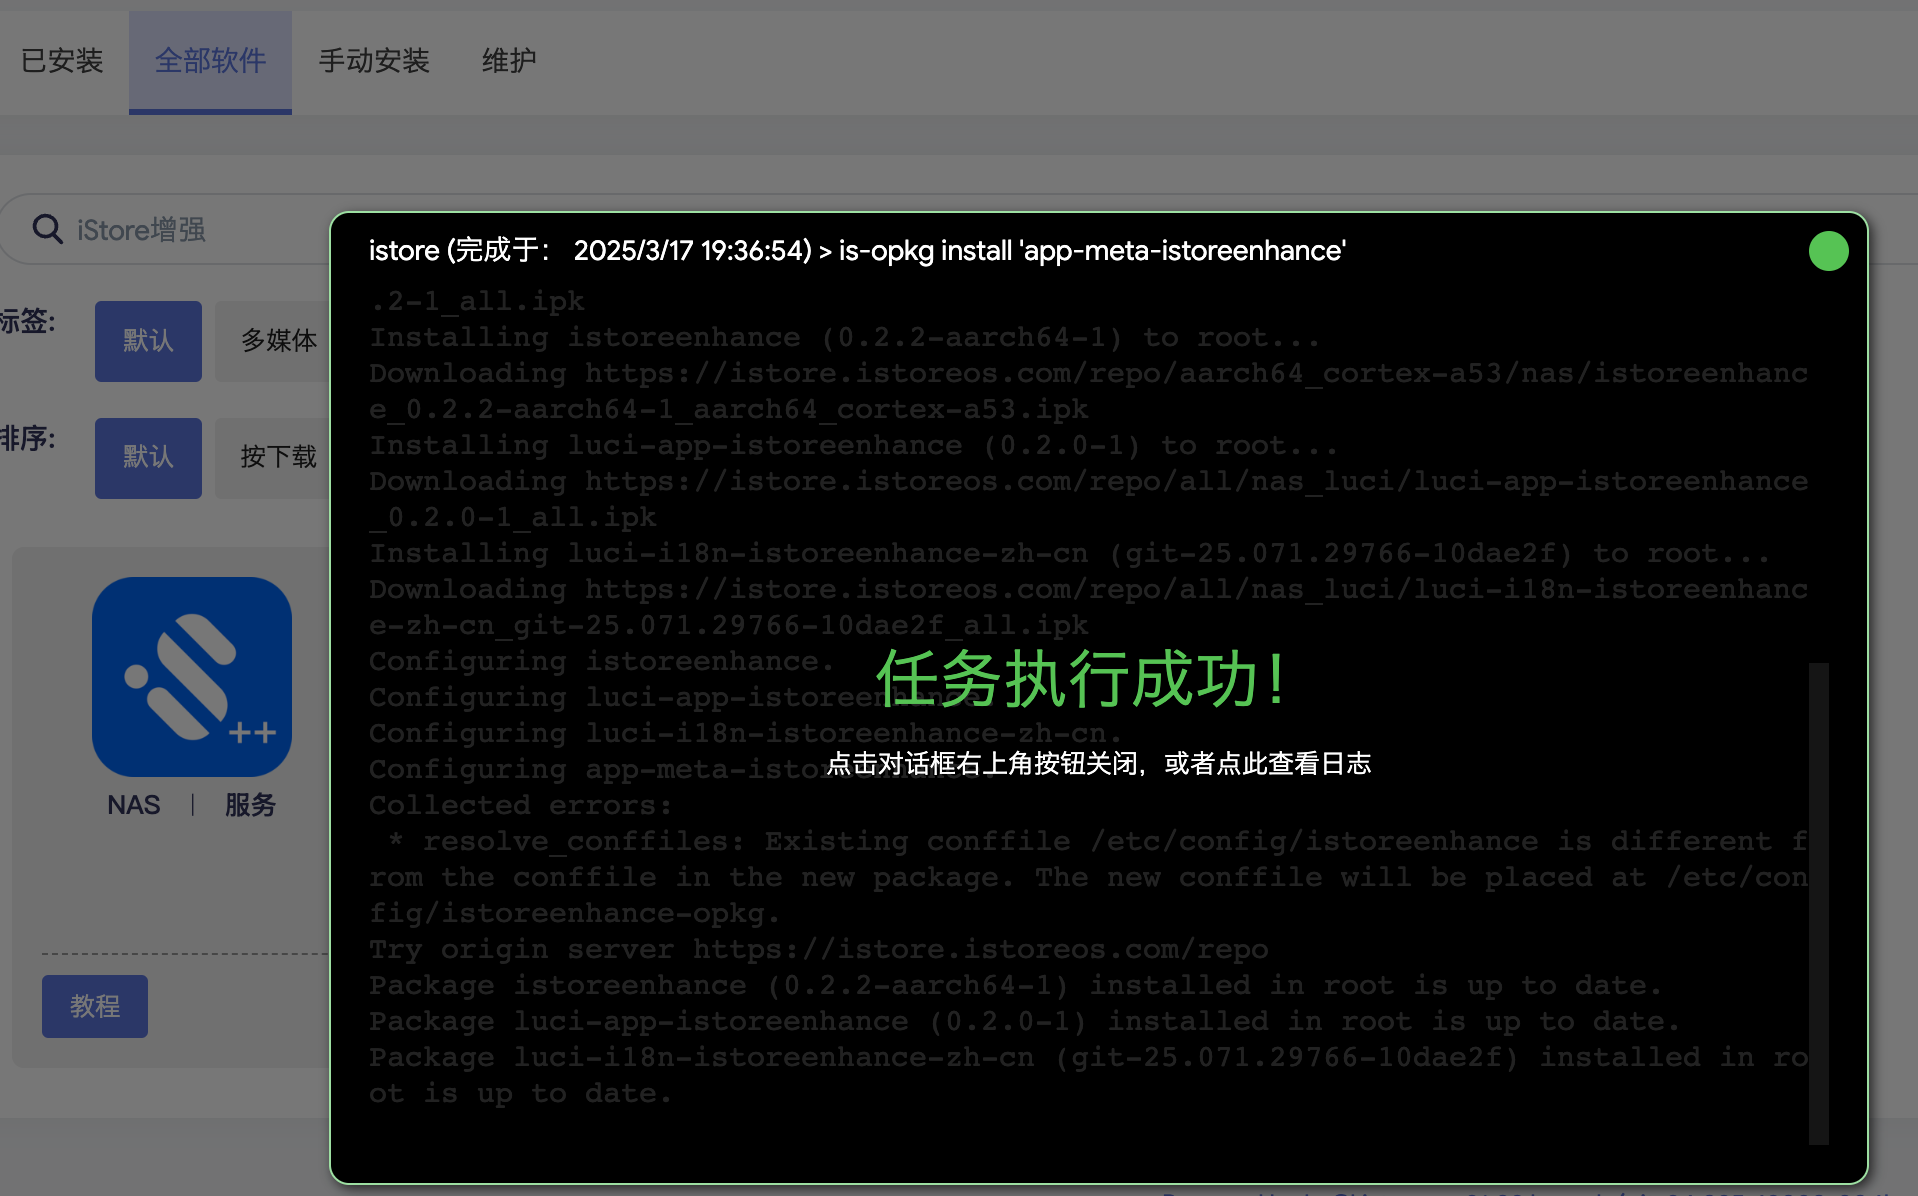 已安装
全部软件
手动安装
维护
iStore增强
标签:
默认
多媒体
排序:
默认
按下载
++
NAS | 服务
教程
istore (完成于： 2025/3/17 19:36:54) > is-opkg install 'app-meta-istoreenhance'
.2-1_all.ipk
Installing istoreenhance (0.2.2-aarch64-1) to root...
Downloading https://istore.istoreos.com/repo/aarch64_cortex-a53/nas/istoreenhanc
e_0.2.2-aarch64-1_aarch64_cortex-a53.ipk
Installing luci-app-istoreenhance (0.2.0-1) to root...
Downloading https://istore.istoreos.com/repo/all/nas_luci/luci-app-istoreenhance
_0.2.0-1_all.ipk
Installing luci-i18n-istoreenhance-zh-cn (git-25.071.29766-10dae2f) to root...
Downloading https://istore.istoreos.com/repo/all/nas_luci/luci-i18n-istoreenhanc
e-zh-cn_git-25.071.29766-10dae2f_all.ipk
Configuring istoreenhance.
任务执行成功！
Configuring luci-app-istoreenhance.
Configuring luci-i18n-istoreenhance-zh-cn.
点击对话框右上角按钮关闭，或者点此查看日志
Configuring app-meta-istoreenhance.
Collected errors:
 * resolve_conffiles: Existing conffile /etc/config/istoreenhance is different f
rom the conffile in the new package. The new conffile will be placed at /etc/con
fig/istoreenhance-opkg.
Try origin server https://istore.istoreos.com/repo
Package istoreenhance (0.2.2-aarch64-1) installed in root is up to date.
Package luci-app-istoreenhance (0.2.0-1) installed in root is up to date.
Package luci-i18n-istoreenhance-zh-cn (git-25.071.29766-10dae2f) installed in ro
ot is up to date.